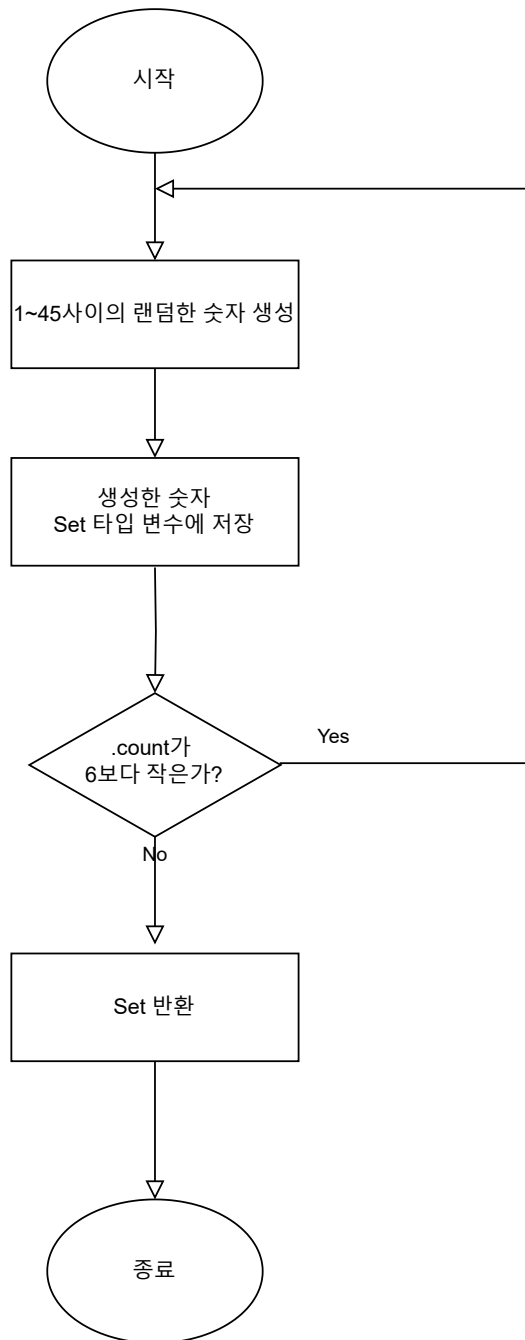 시작
1~45사이의 랜덤한 숫자 생성
생성한 숫자
Set 타입 변수에 저장
.count가
6보다 작은가?
Yes
No
Set 반환
종료